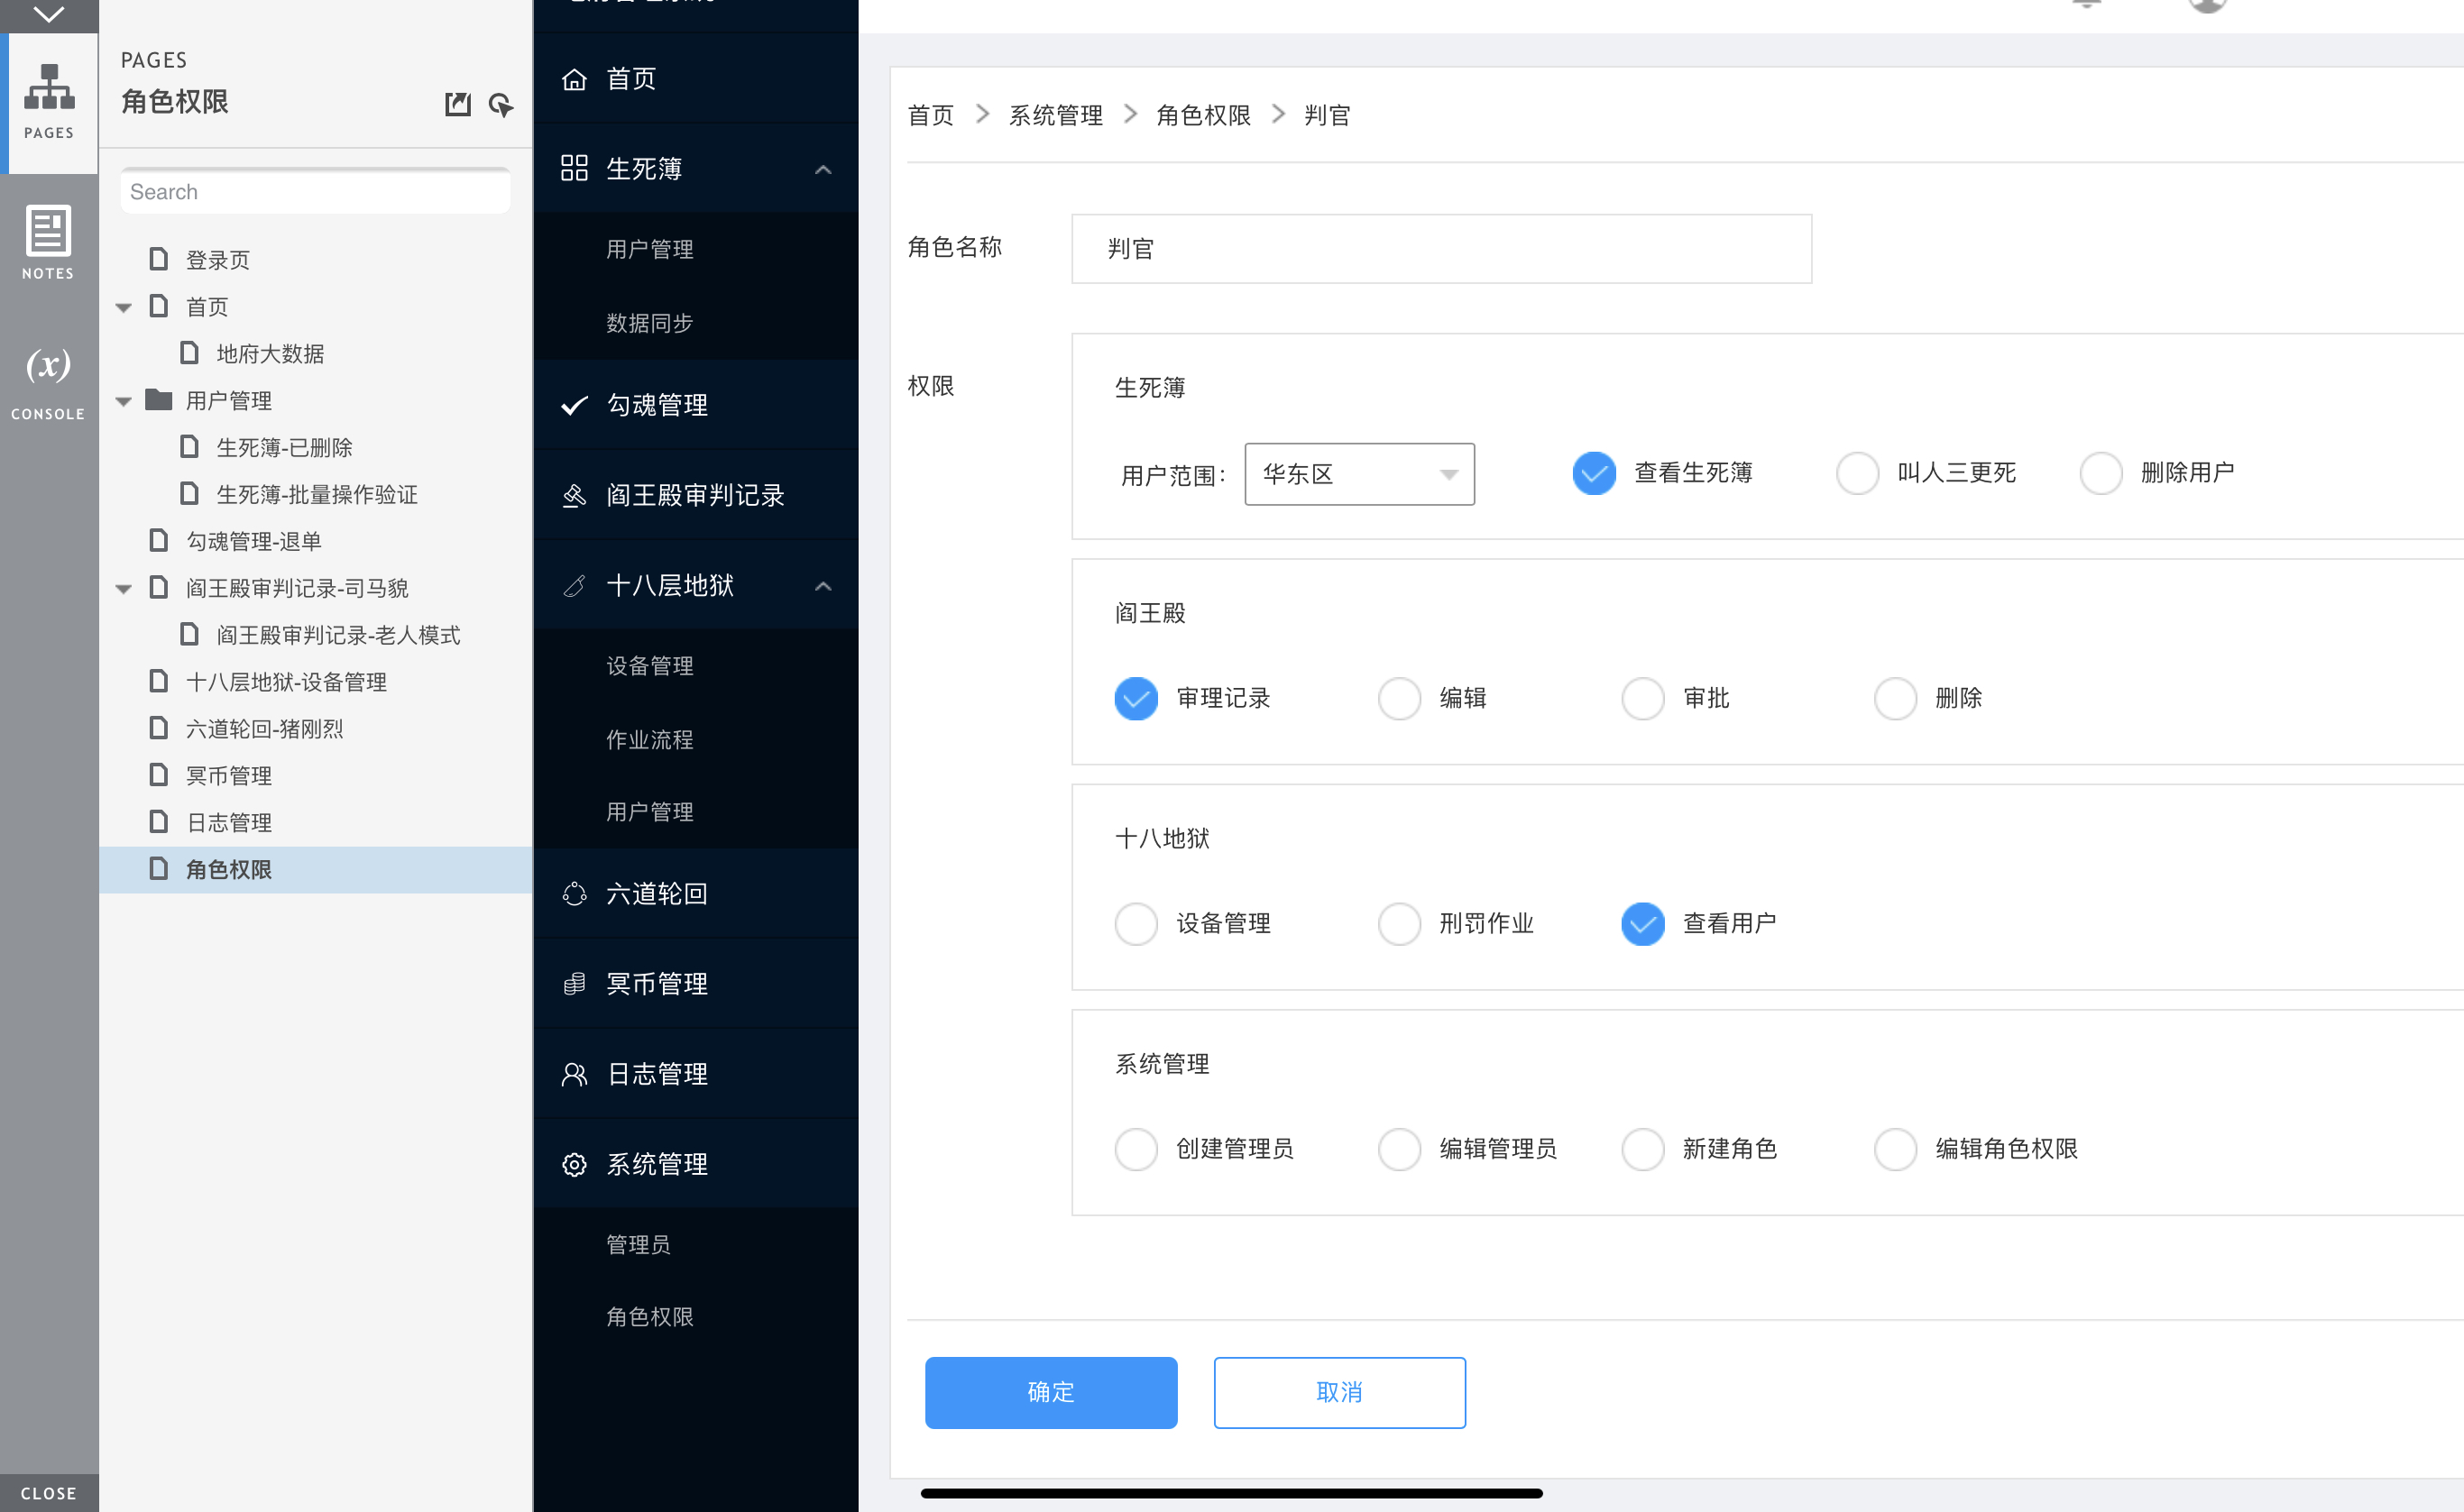 PAGES
NOTES
(x)
CONSOLE
CLOSE
PAGES
角色权限
Search
登录页
首页
地府大数据
用户管理
生死簿-已删除
生死簿-批量操作验证
勾魂管理-退单
阎王殿审判记录-司马貌
阎王殿审判记录-老人模式
十八层地狱-设备管理
六道轮回-猪刚烈
冥币管理
日志管理
角色权限
首页
生死簿
用户管理
数据同步
勾魂管理
阎王殿审判记录
十八层地狱
设备管理
作业流程
用户管理
六道轮回
冥币管理
日志管理
系统管理
管理员
角色权限
首页 > 系统管理 > 角色权限 > 判官
角色名称 判官
权限
生死簿
用户范围: 华东区 查看生死簿 叫人三更死 删除用户
阎王殿
审理记录 编辑 审批 删除
十八地狱
设备管理 刑罚作业 查看用户
系统管理
创建管理员 编辑管理员 新建角色 编辑角色权限
确定 取消